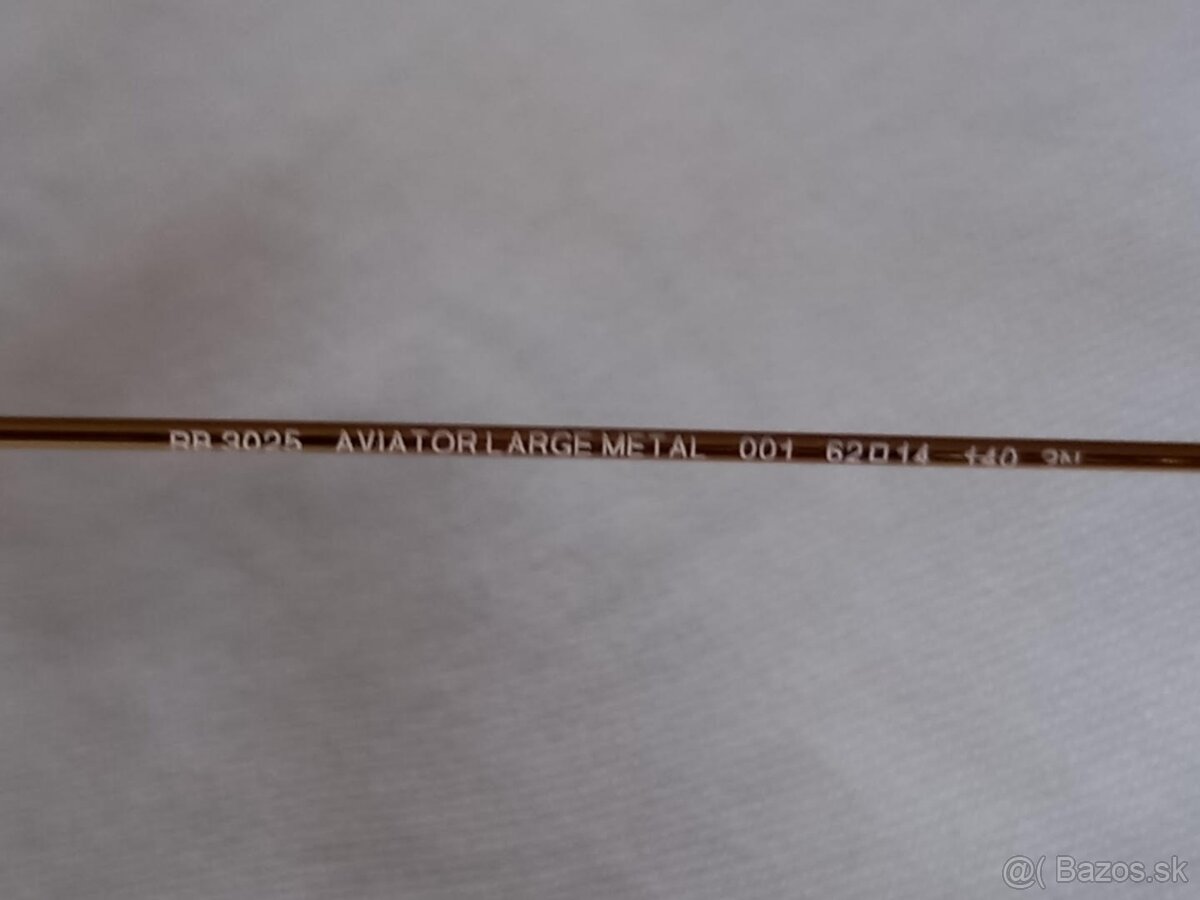 RB 3025 AVIATOR LARGE METAL 001 62□14 140 3N
@( Bazos.sk